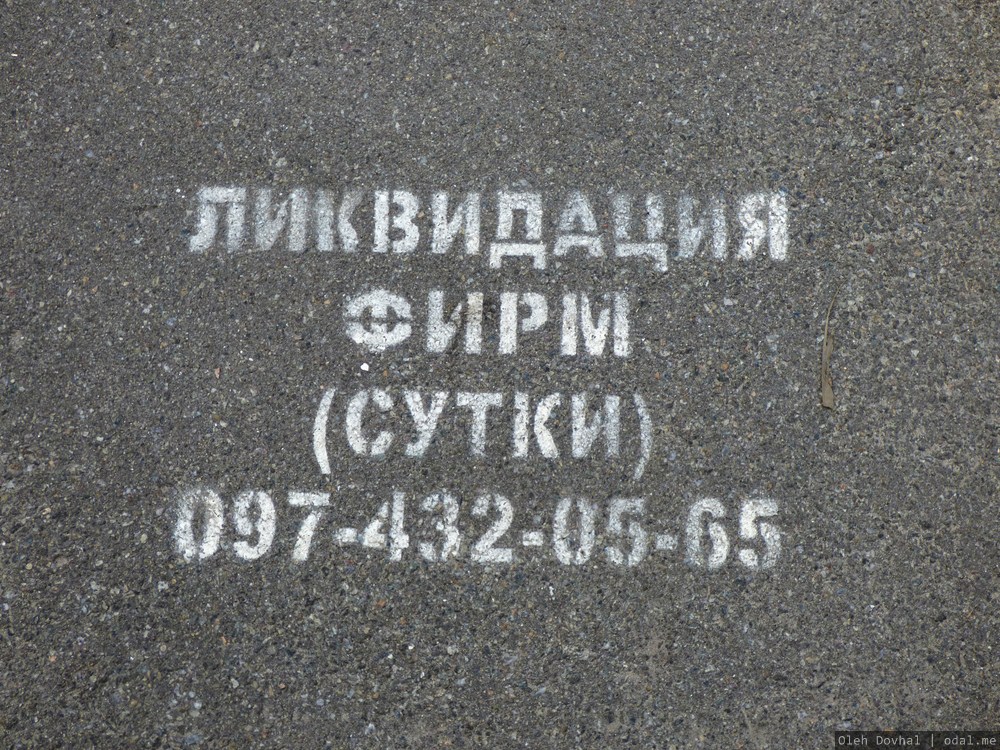 ЛИКВИДАЦИЯ
ФИРМ
(СУТКИ)
097-432-05-65
Oleh Dovhal | odal.me